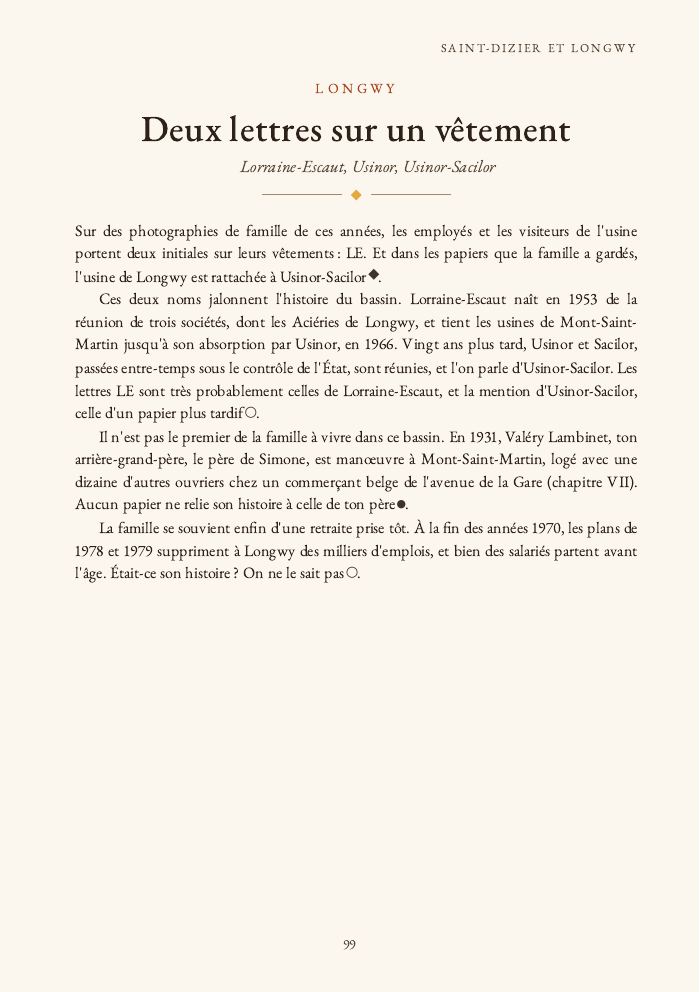 SAINT-DIZIER ET LONGWY
LONGWY
Deux lettres sur un vêtement
Lorraine-Escaut, Usinor, Usinor-Sacilor
Sur des photographies de famille de ces années, les employés et les visiteurs de l'usine
portent deux initiales sur leurs vêtements : LE. Et dans les papiers que la famille a gardés,
l'usine de Longwy est rattachée à Usinor-Sacilor◆.
Ces deux noms jalonnent l'histoire du bassin. Lorraine-Escaut naît en 1953 de la
réunion de trois sociétés, dont les Aciéries de Longwy, et tient les usines de Mont-Saint-
Martin jusqu'à son absorption par Usinor, en 1966. Vingt ans plus tard, Usinor et Sacilor,
passées entre-temps sous le contrôle de l'État, sont réunies, et l'on parle d'Usinor-Sacilor. Les
lettres LE sont très probablement celles de Lorraine-Escaut, et la mention d'Usinor-Sacilor,
celle d'un papier plus tardif○.
Il n'est pas le premier de la famille à vivre dans ce bassin. En 1931, Valéry Lambinet, ton
arrière-grand-père, le père de Simone, est manœuvre à Mont-Saint-Martin, logé avec une
dizaine d'autres ouvriers chez un commerçant belge de l'avenue de la Gare (chapitre VII).
Aucun papier ne relie son histoire à celle de ton père●.
La famille se souvient enfin d'une retraite prise tôt. À la fin des années 1970, les plans de
1978 et 1979 suppriment à Longwy des milliers d'emplois, et bien des salariés partent avant
l'âge. Était-ce son histoire ? On ne le sait pas○.
99